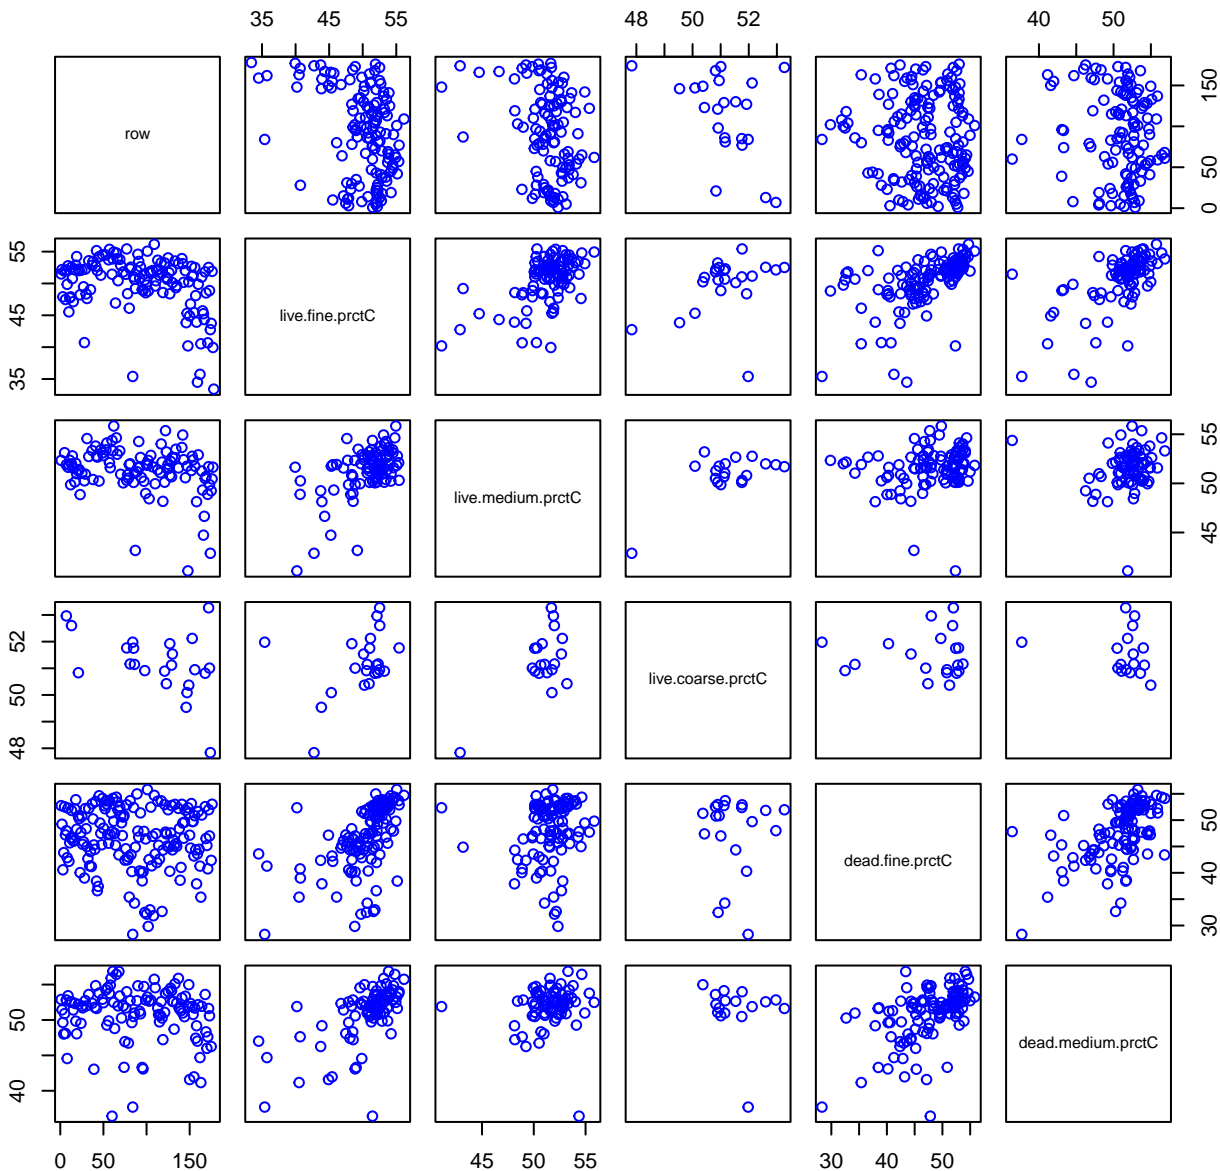 35 45 55 48 50 52 40 50
row
0 50 150
35 45 55
live.fine.prctC
live.medium.prctC
45 50 55
48 50 52
live.coarse.prctC
dead.fine.prctC
30 40 50
40 50
dead.medium.prctC
0 50 150 45 50 55 30 40 50